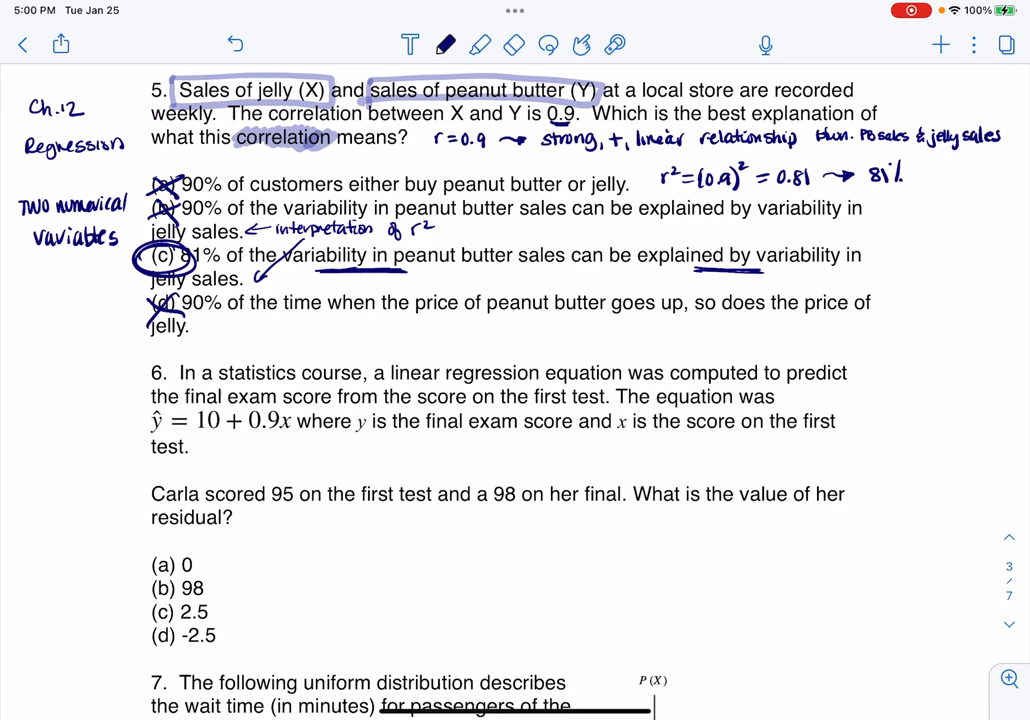 5:00 PM Tue Jan 25
100%
T
5. Sales of jelly (X) and sales of peanut butter (Y) at a local store are recorded
Ch.12
weekly. The correlation between X and Y is 0.9. Which is the best explanation of
Regression
what this correlation means? r=0.9 → strong, +, linear relationship btwn. PB sales & jelly sales
(a) 90% of customers either buy peanut butter or jelly. r²=(0.9)² = 0.81 → 81%
TWO numerical
variables
(b) 90% of the variability in peanut butter sales can be explained by variability in
jelly sales. ← interpretation of r²
(c) 81% of the variability in peanut butter sales can be explained by variability in
jelly sales.
(d) 90% of the time when the price of peanut butter goes up, so does the price of
jelly.
6. In a statistics course, a linear regression equation was computed to predict
the final exam score from the score on the first test. The equation was
ŷ = 10 + 0.9x where y is the final exam score and x is the score on the first
test.
Carla scored 95 on the first test and a 98 on her final. What is the value of her
residual?
(a) 0
(b) 98
(c) 2.5
(d) -2.5
3
/
7
7. The following uniform distribution describes
P (X)
the wait time (in minutes) for passengers of the